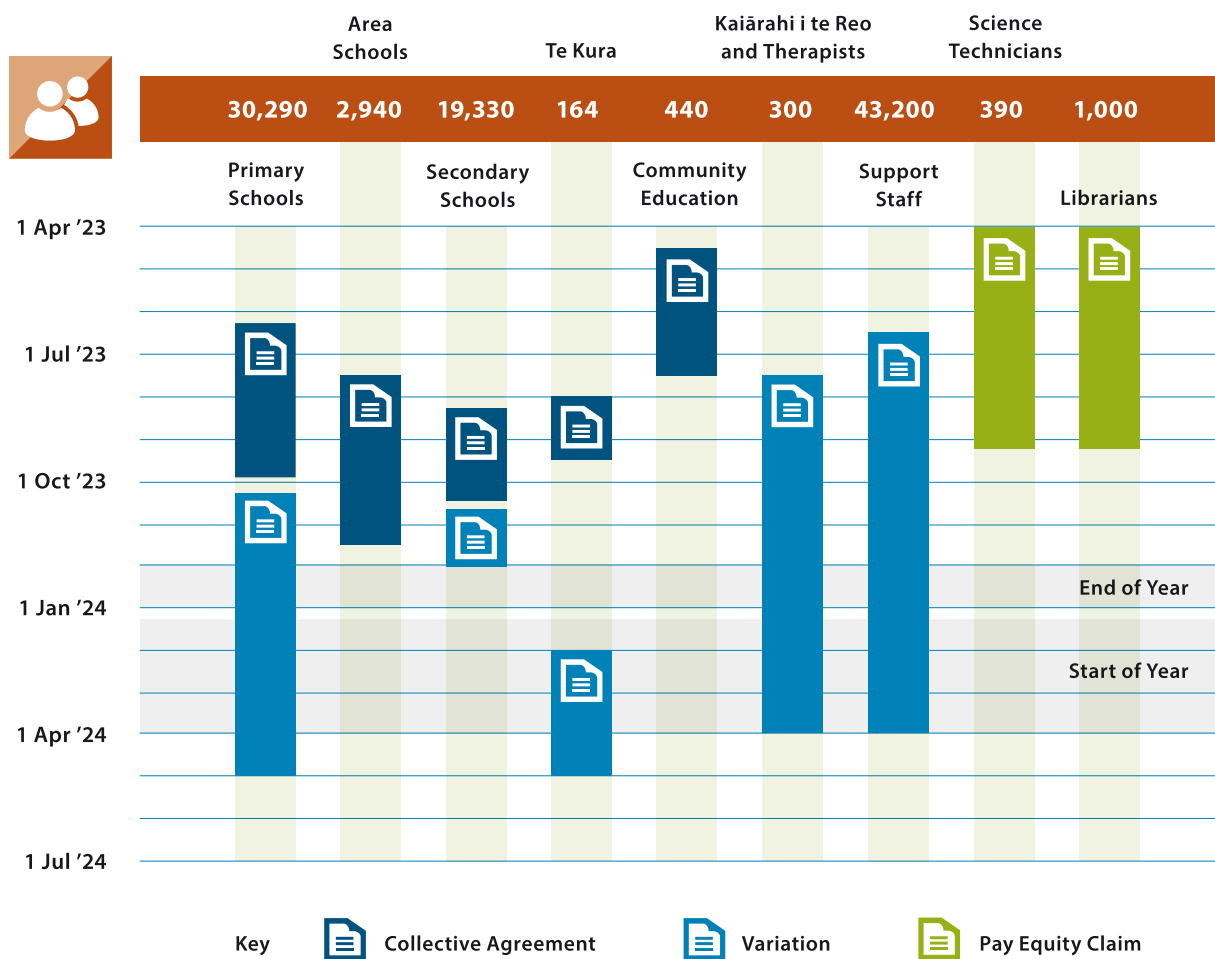 Area
Schools
Te Kura
Kaiārahi i te Reo
and Therapists
Science
Technicians
30,290 2,940 19,330 164 440 300 43,200 390 1,000
Primary
Schools
Secondary
Schools
Community
Education
Support
Staff
Librarians
1 Apr ’23
1 Jul ’23
1 Oct ’23
End of Year
1 Jan ’24
Start of Year
1 Apr ’24
1 Jul ’24
Key Collective Agreement Variation Pay Equity Claim